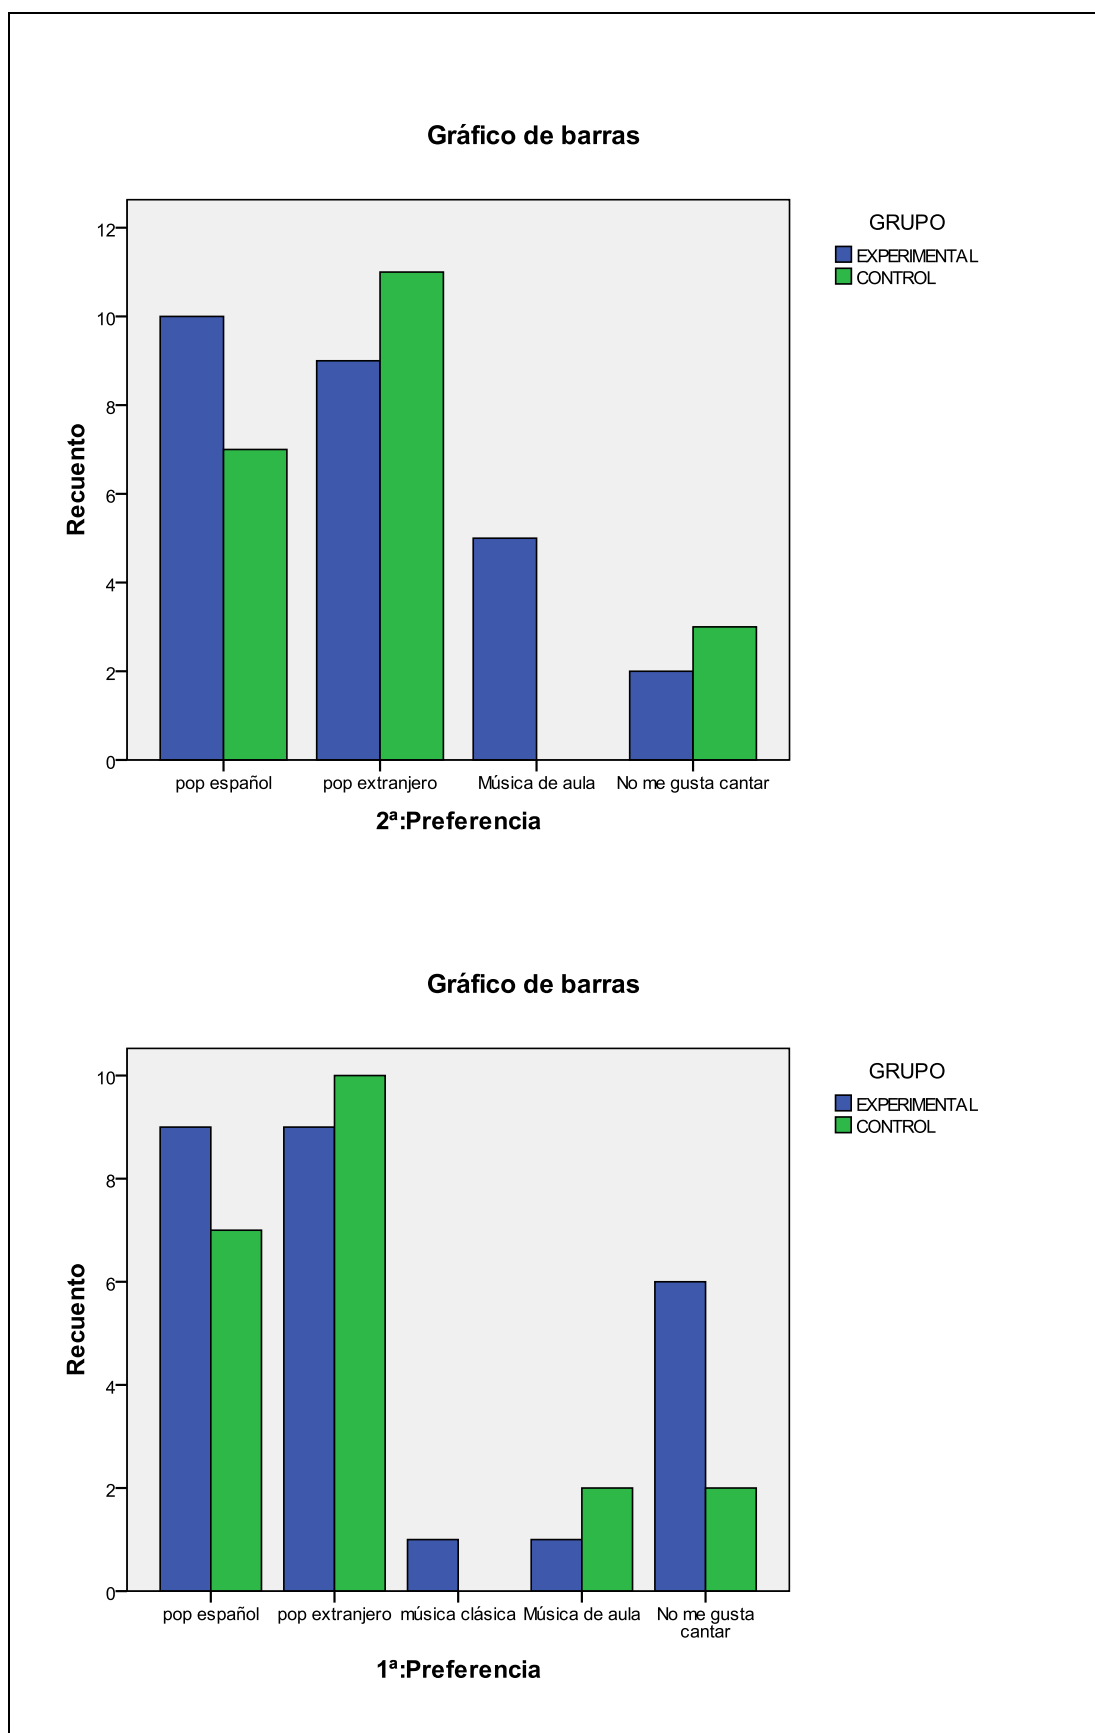 Gráfico de barras
GRUPO
EXPERIMENTAL
CONTROL
12
10
8
6
4
2
0
Recuento
pop español pop extranjero Música de aula No me gusta cantar
2ª:Preferencia
Gráfico de barras
GRUPO
EXPERIMENTAL
CONTROL
10
8
6
4
2
0
Recuento
pop español pop extranjero música clásica Música de aula No me gusta
cantar
1ª:Preferencia